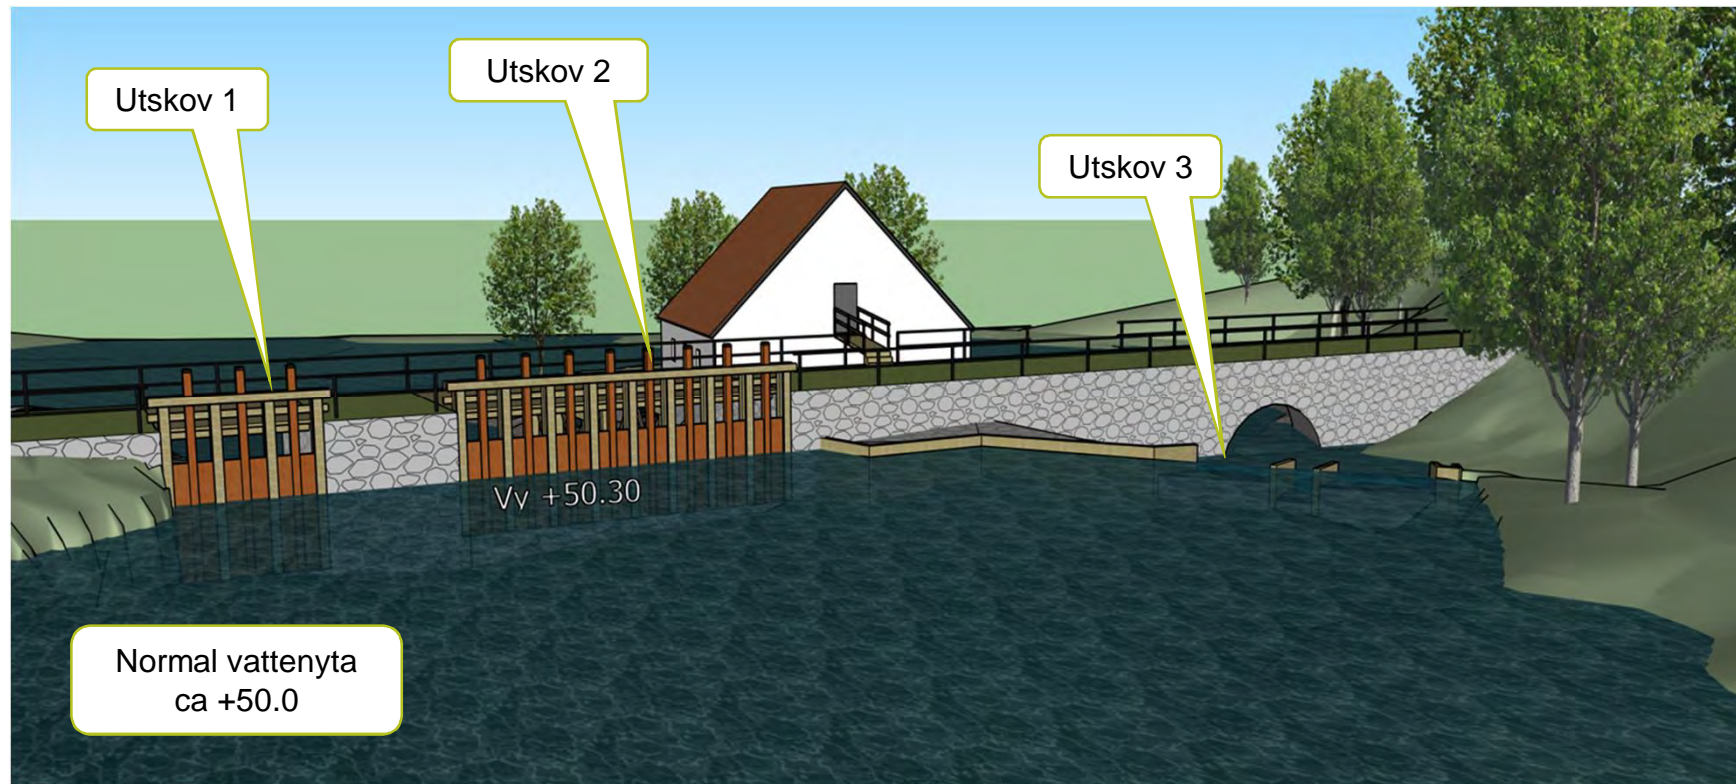 Utskov 1
Utskov 2
Utskov 3
Vy +50.30
Normal vattenyta
ca +50.0